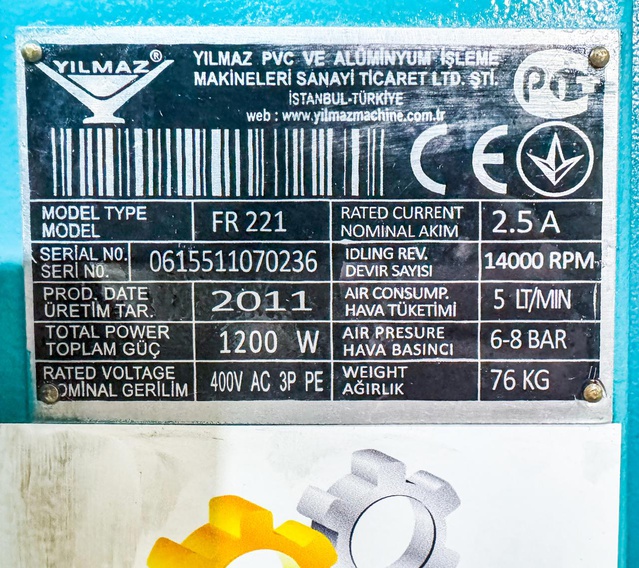 YILMAZ®
YILMAZ PVC VE ALÜMİNYUM İŞLEME
MAKİNELERİ SANAYİ TİCARET LTD. ŞTİ.
İSTANBUL-TÜRKİYE
web : www.yilmazmachine.com.tr
CE
MODEL TYPE
MODEL
FR 221
RATED CURRENT
NOMİNAL AKIM
2.5 A
SERIAL NO.
SERİ NO.
0615511070236
IDLING REV.
DEVIR SAYISI
14000 RPM
PROD. DATE
ÜRETİM TAR.
2011
AIR CONSUMP.
HAVA TÜKETİMİ
5 LT/MIN
TOTAL POWER
TOPLAM GÜÇ
1200 W
AIR PRESURE
HAVA BASINCI
6-8 BAR
RATED VOLTAGE
NOMİNAL GERİLİM
400V AC 3P PE
WEIGHT
AĞIRLIK
76 KG